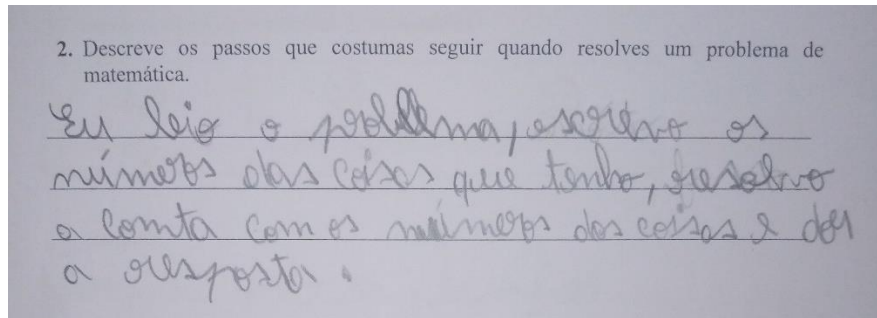 2. Descreve os passos que costumas seguir quando resolves um problema de
matemática.
Eu leio o problema, escrevo os
números das coisas que tenho, resolvo
a comta com os números das coisas e dou
a resposta.